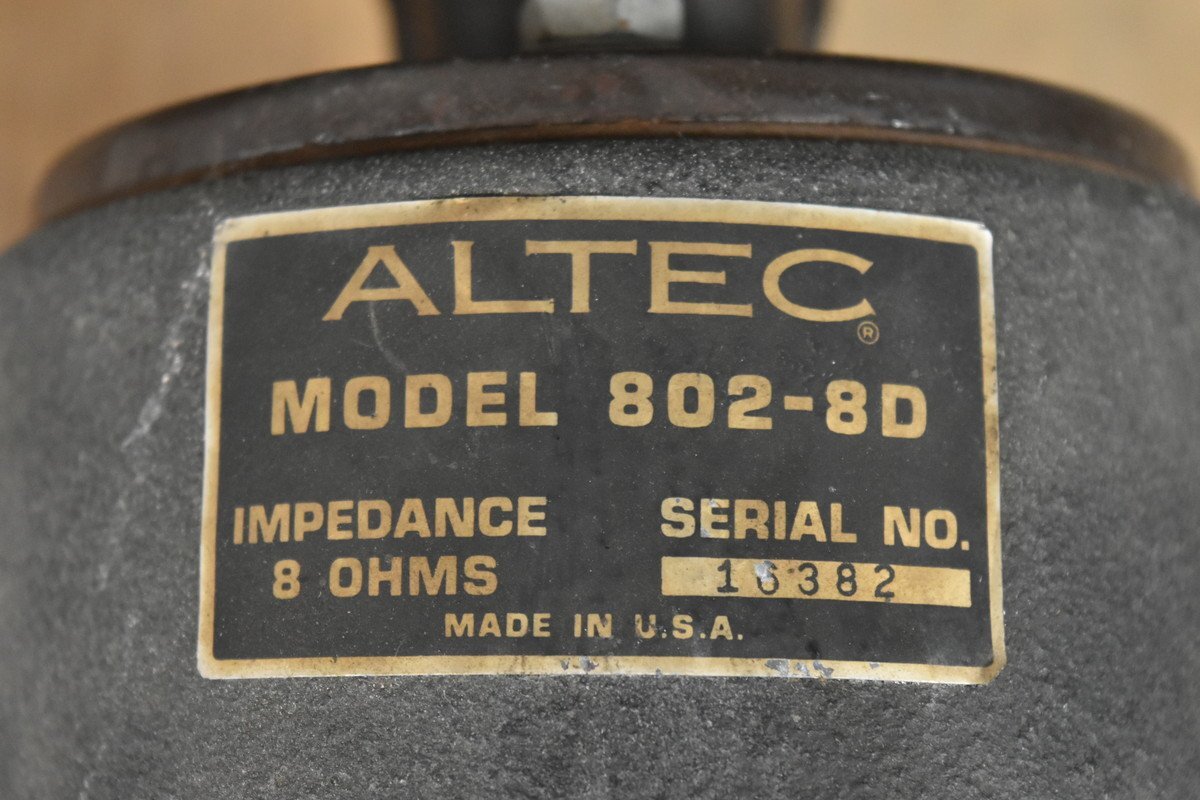 ALTEC
®
MODEL 802-8D
IMPEDANCE
8 OHMS
SERIAL NO.
16382
MADE IN U.S.A.